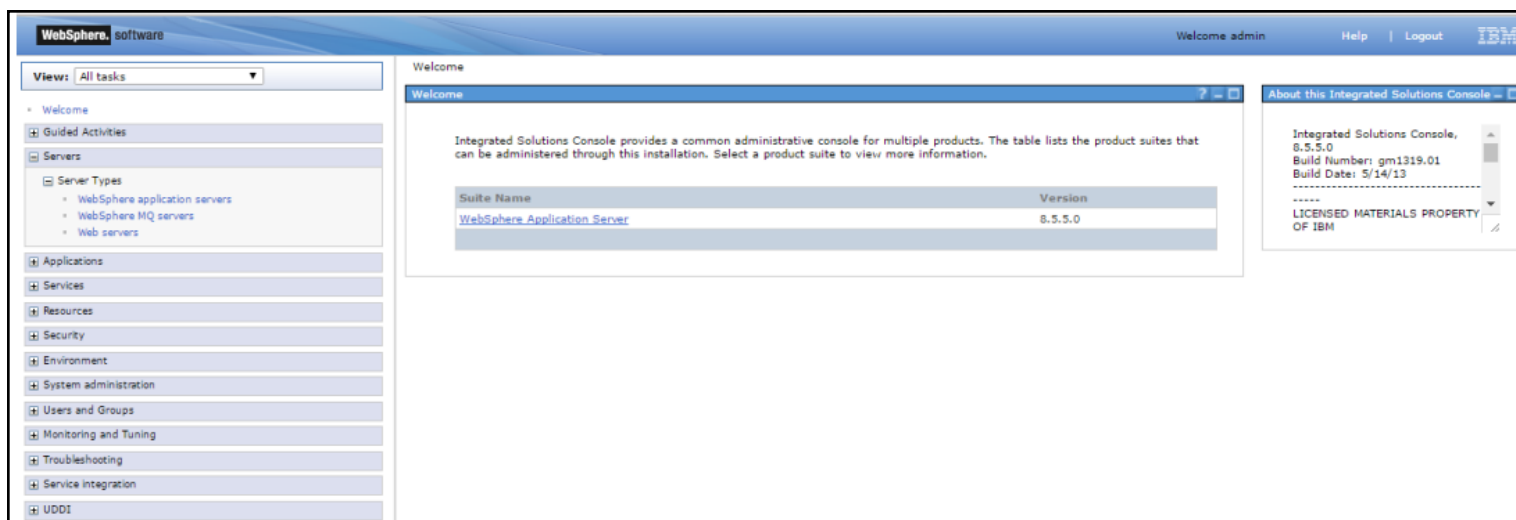 WebSphere. software
Welcome admin Help | Logout IBM
View: All tasks
Welcome
Guided Activities
Servers
Server Types
WebSphere application servers
WebSphere MQ servers
Web servers
Applications
Services
Resources
Security
Environment
System administration
Users and Groups
Monitoring and Tuning
Troubleshooting
Service integration
UDDI
Welcome
Welcome ?
Integrated Solutions Console provides a common administrative console for multiple products. The table lists the product suites that
can be administered through this installation. Select a product suite to view more information.
Suite Name Version
WebSphere Application Server 8.5.5.0
About this Integrated Solutions Console
Integrated Solutions Console,
8.5.5.0
Build Number: gm1319.01
Build Date: 5/14/13
----------------------------------
-----
LICENSED MATERIALS PROPERTY
OF IBM